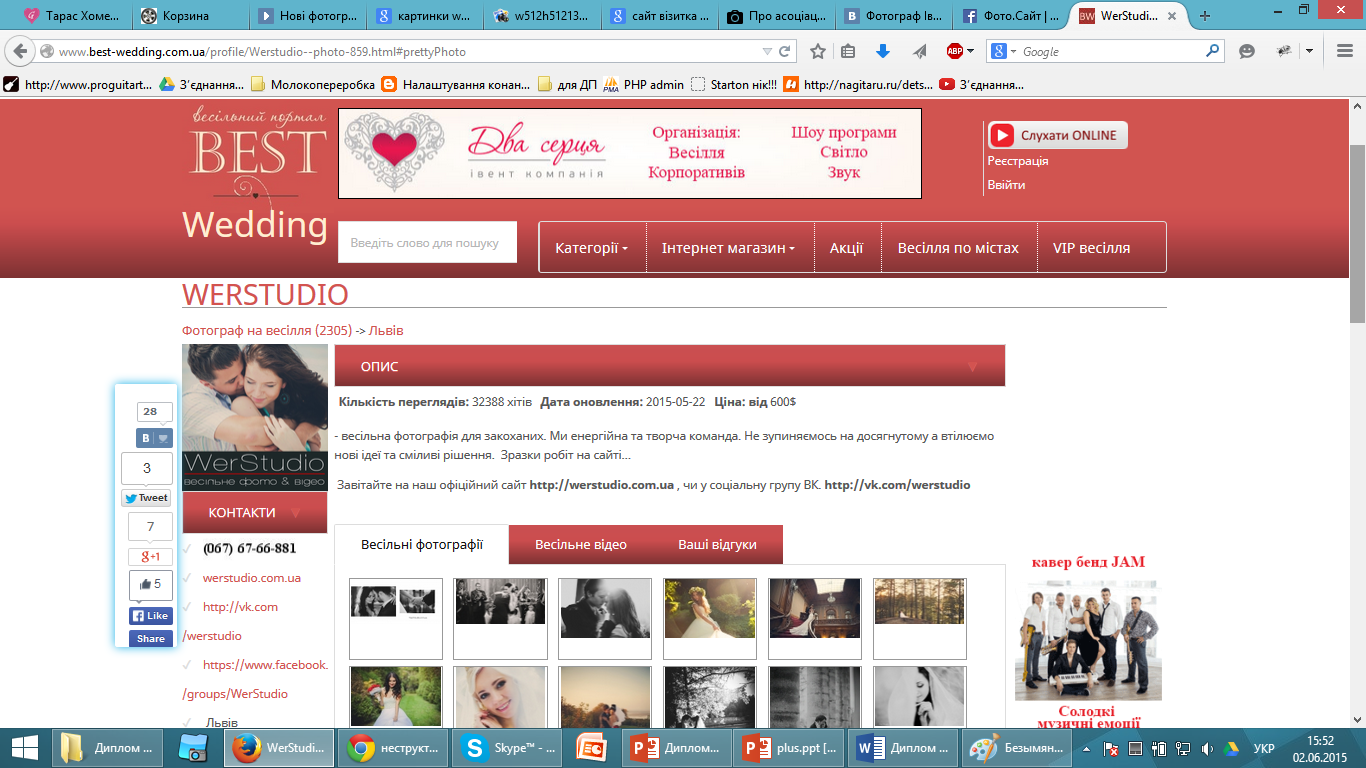 Тарас Хоме...
Корзина
Нові фотогр...
картинки w...
w512h51213...
сайт візитка ...
Про асоціац...
Фотограф Ів...
Фото.Сайт | ...
WerStudi...
www.best-wedding.com.ua/profile/Werstudio--photo-859.html#prettyPhoto
Google
http://www.proguitart...
З'єднання...
Молокопереробка
Налаштування конан...
для ДП
PHP admin
Starton нік!!!
http://nagitaru.ru/dets...
З'єднання...
весільний портал
BEST
Wedding
Два серця
івент компанія
Організація:
Весілля
Корпоративів
Шоу програми
Світло
Звук
Слухати ONLINE
Реєстрація
Ввійти
Введіть слово для пошуку
Категорії
Інтернет магазин
Акції
Весілля по містах
VIP весілля
WERSTUDIO
Фотограф на весілля (2305) -> Львів
WerStudio
весільне фото & відео
ОПИС
Кількість переглядів: 32388 хітів Дата оновлення: 2015-05-22 Ціна: від 600$
- весільна фотографія для закоханих. Ми енергійна та творча команда. Не зупиняємось на досягнутому а втілюємо
нові ідеї та сміливі рішення. Зразки робіт на сайті...
Завітайте на наш офіційний сайт http://werstudio.com.ua , чи у соціальну групу ВК. http://vk.com/werstudio
28
B
3
Tweet
7
g+1
5
Like
Share
КОНТАКТИ
(067) 67-66-881
werstudio.com.ua
http://vk.com
/werstudio
https://www.facebook.
/groups/WerStudio
Львів
Весільні фотографії
Весільне відео
Ваші відгуки
кавер бенд JAM
Солодкі
музичні емоції
Диплом ...
WerStudi...
неструкт...
Skype™ - ...
Диплом...
plus.ppt [...
Диплом ...
Безымян...
УКР
15:52
02.06.2015